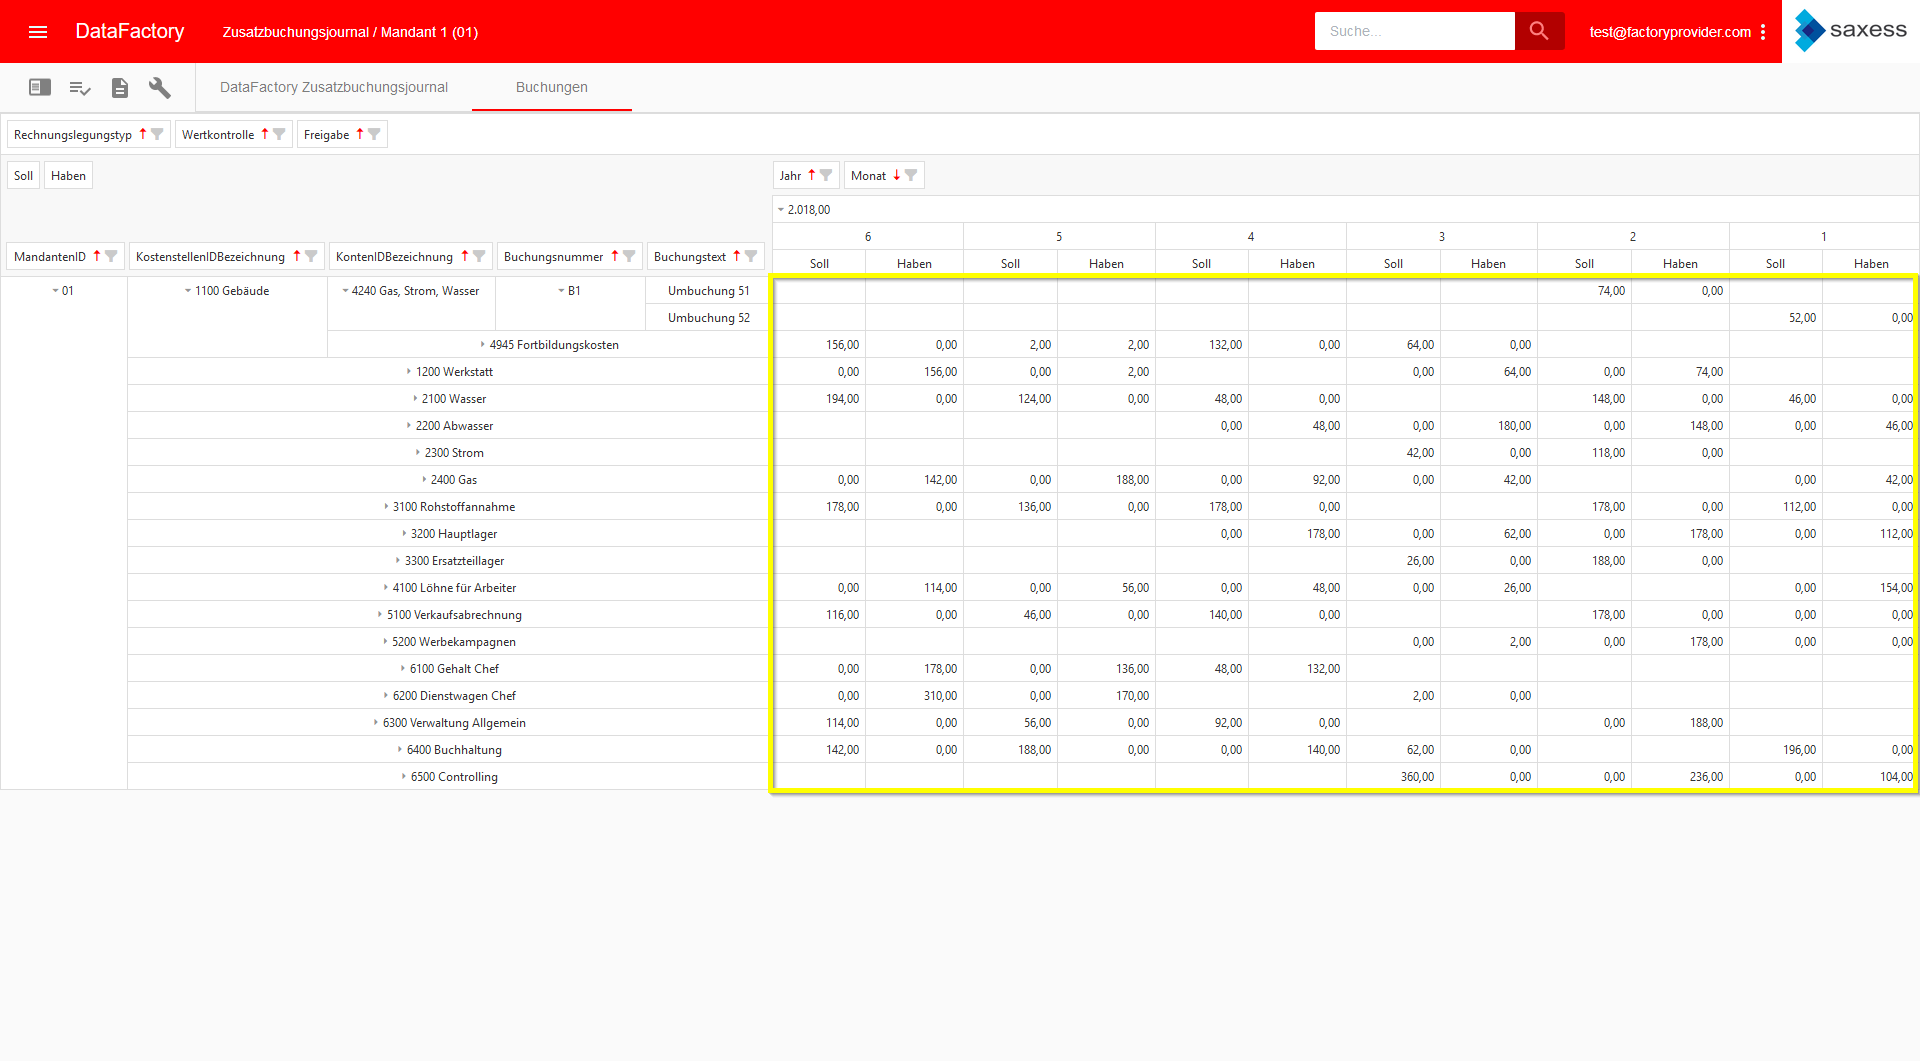 DataFactory Zusatzbuchungsjournal / Mandant 1 (01) Suche... test@factoryprovider.com saxess
DataFactory Zusatzbuchungsjournal Buchungen
Rechnungslegungstyp Wertkontrolle Freigabe
Soll Haben Jahr Monat
2.018,00
6 5 4 3 2 1
MandantenID KostenstellenIDBezeichnung KontenIDBezeichnung Buchungsnummer Buchungstext
Soll Haben Soll Haben Soll Haben Soll Haben Soll Haben Soll Haben
01 1100 Gebäude 4240 Gas, Strom, Wasser B1 Umbuchung 51 74,00 0,00
Umbuchung 52 52,00 0,00
4945 Fortbildungskosten 156,00 0,00 2,00 2,00 132,00 0,00 64,00 0,00
1200 Werkstatt 0,00 156,00 0,00 2,00 0,00 64,00 0,00 74,00
2100 Wasser 194,00 0,00 124,00 0,00 48,00 0,00 148,00 0,00 46,00 0,00
2200 Abwasser 0,00 48,00 0,00 180,00 0,00 148,00 0,00 46,00
2300 Strom 42,00 0,00 118,00 0,00
2400 Gas 0,00 142,00 0,00 188,00 0,00 92,00 0,00 42,00 0,00 42,00
3100 Rohstoffannahme 178,00 0,00 136,00 0,00 178,00 0,00 178,00 0,00 112,00 0,00
3200 Hauptlager 0,00 178,00 0,00 62,00 0,00 178,00 0,00 112,00
3300 Ersatzteillager 26,00 0,00 188,00 0,00
4100 Löhne für Arbeiter 0,00 114,00 0,00 56,00 0,00 48,00 0,00 26,00 0,00 154,00
5100 Verkaufsabrechnung 116,00 0,00 46,00 0,00 140,00 0,00 178,00 0,00 0,00 0,00
5200 Werbekampagnen 0,00 2,00 0,00 178,00 0,00 0,00
6100 Gehalt Chef 0,00 178,00 0,00 136,00 48,00 132,00
6200 Dienstwagen Chef 0,00 310,00 0,00 170,00 2,00 0,00
6300 Verwaltung Allgemein 114,00 0,00 56,00 0,00 92,00 0,00 0,00 188,00
6400 Buchhaltung 142,00 0,00 188,00 0,00 0,00 140,00 62,00 0,00 196,00 0,00
6500 Controlling 360,00 0,00 0,00 236,00 0,00 104,00